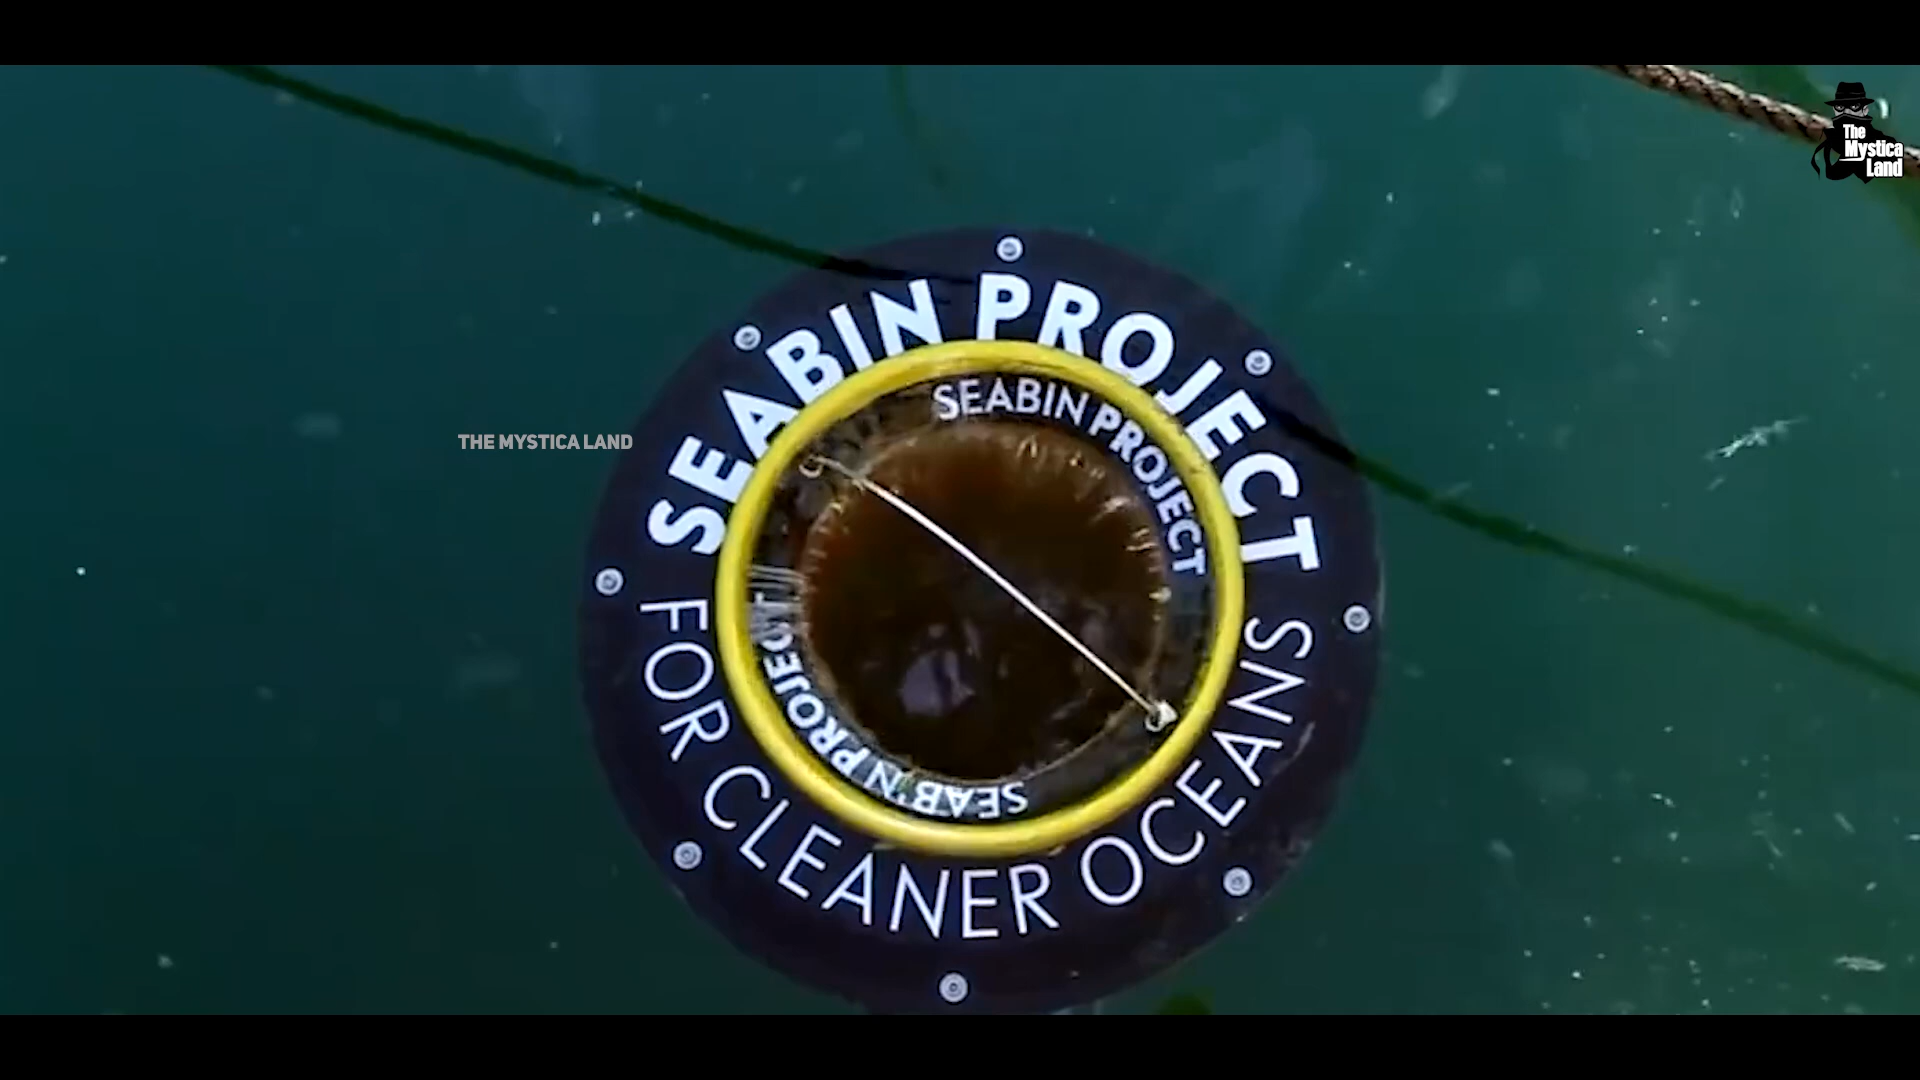 The
Mystica
Land
SEABIN PROJECT
SEABIN PROJECT
THE MYSTICA LAND
SEABIN PROJECT
FOR CLEANER OCEANS